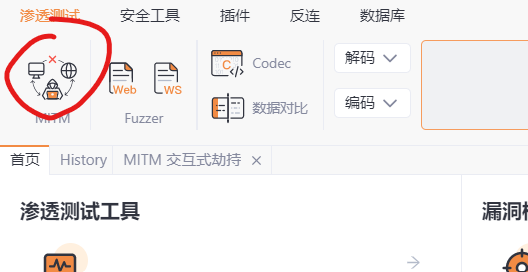 渗透测试 安全工具 插件 反连 数据库
Web WS C Codec 解码
MITM Fuzzer 数据对比 编码
首页 History MITM 交互式劫持 ×
渗透测试工具